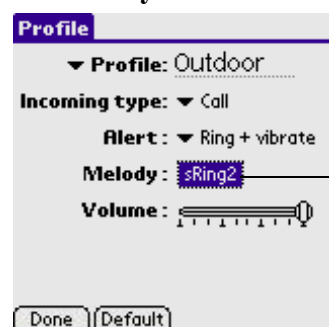 Profile
Profile: Outdoor
Incoming type: Call
Alert: Ring + vibrate
Melody: sRing2
Volume:
Done Default